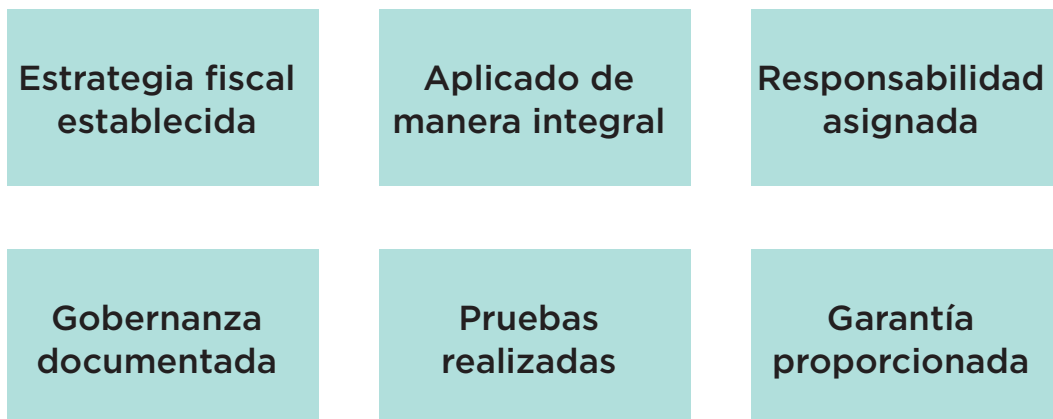 Estrategia fiscal
establecida
Aplicado de
manera integral
Responsabilidad
asignada
Gobernanza
documentada
Pruebas
realizadas
Garantía
proporcionada